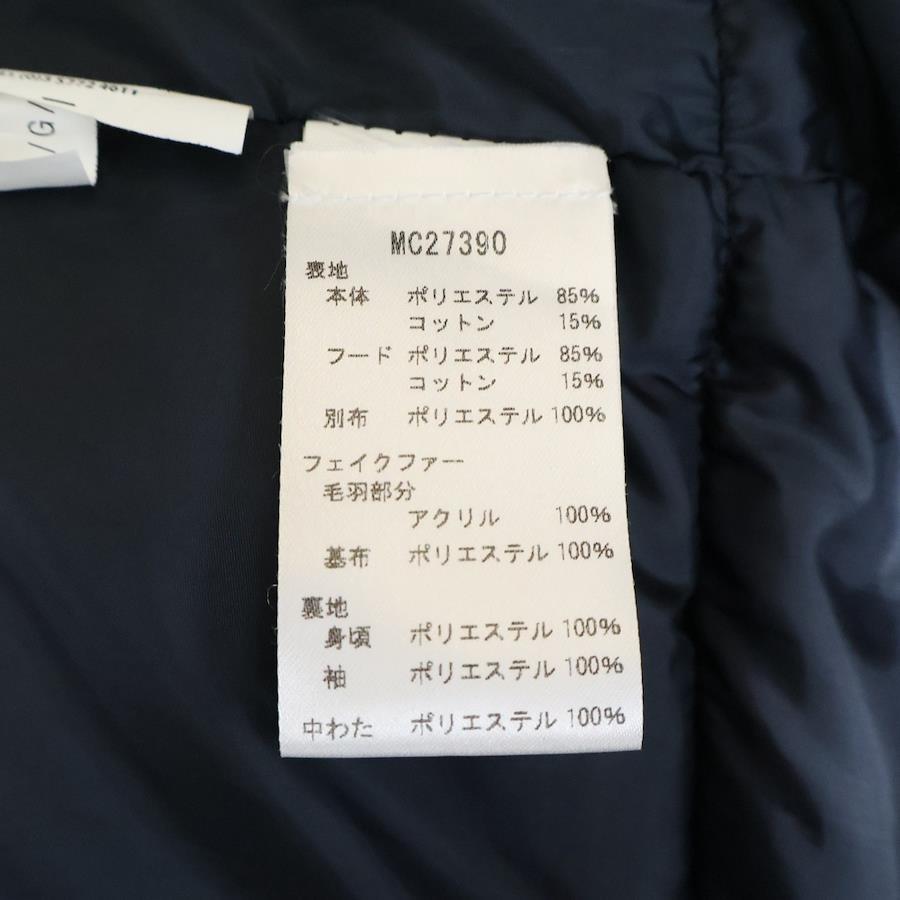 5772 4011
/G/
MC27390
表地
本体 ポリエステル 85%
コットン 15%
フード ポリエステル 85%
コットン 15%
別布 ポリエステル 100%
フェイクファー
毛羽部分
アクリル 100%
基布 ポリエステル 100%
裏地
身頃 ポリエステル 100%
袖 ポリエステル 100%
中わた ポリエステル 100%